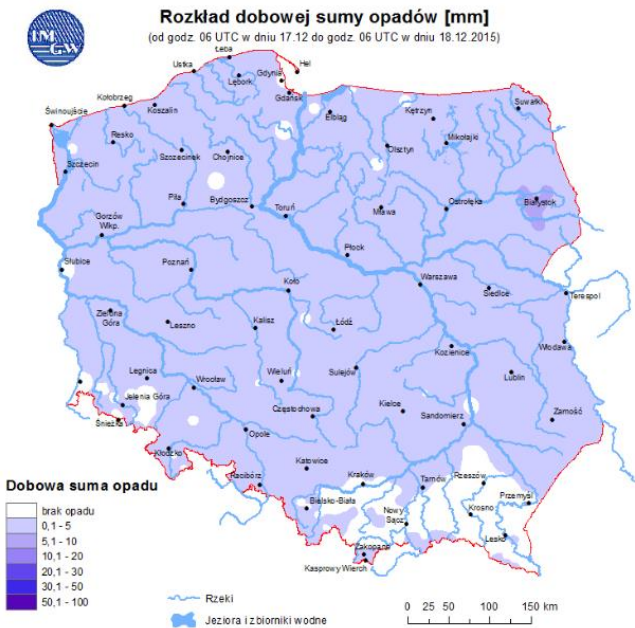 IM
GW
Rozkład dobowej sumy opadów [mm]
(od godz. 06 UTC w dniu 17.12 do godz. 06 UTC w dniu 18.12.2015)
Łeba
Hel
Ustka
Gdynia
Lębork
Gdańsk
Kołobrzeg
Koszalin
Świnoujście
Elbląg
Kętrzyn
Suwałki
Resko
Szczecinek
Chojnice
Olsztyn
Mikołajki
Szczecin
Piła
Bydgoszcz
Toruń
Mława
Ostrołęka
Białystok
Gorzów
Wlkp.
Płock
Słubice
Poznań
Koło
Warszawa
Siedlce
Terespol
Zielona
Góra
Leszno
Kalisz
Łódź
Kozienice
Włodawa
Legnica
Wrocław
Wieluń
Sulejów
Lublin
Jelenia Góra
Śnieżka
Częstochowa
Kielce
Sandomierz
Zamość
Opole
Kłodzko
Katowice
Racibórz
Kraków
Tarnów
Rzeszów
Przemyśl
Bielsko-Biała
Nowy
Sącz
Krosno
Lesko
Zakopane
Kasprowy Wierch
Dobowa suma opadu
brak opadu
0,1 - 5
5,1 - 10
10,1 - 20
20,1 - 30
30,1 - 50
50,1 - 100
Rzeki
Jeziora i zbiorniki wodne
0 25 50 100 150 km